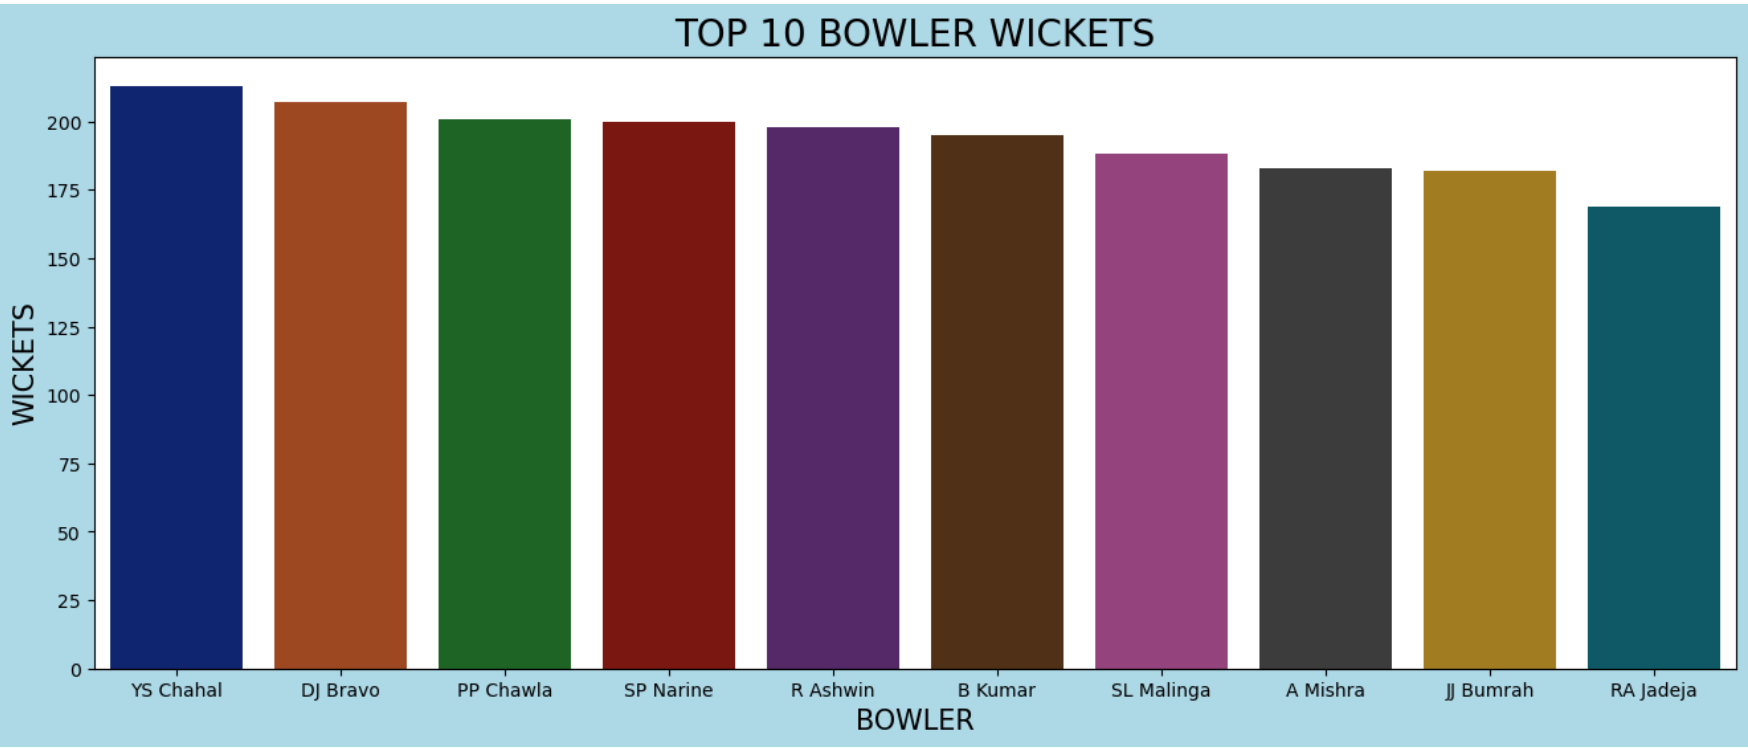 TOP 10 BOWLER WICKETS
WICKETS
200
175
150
125
100
75
50
25
0
YS Chahal DJ Bravo PP Chawla SP Narine R Ashwin B Kumar SL Malinga A Mishra JJ Bumrah RA Jadeja
BOWLER